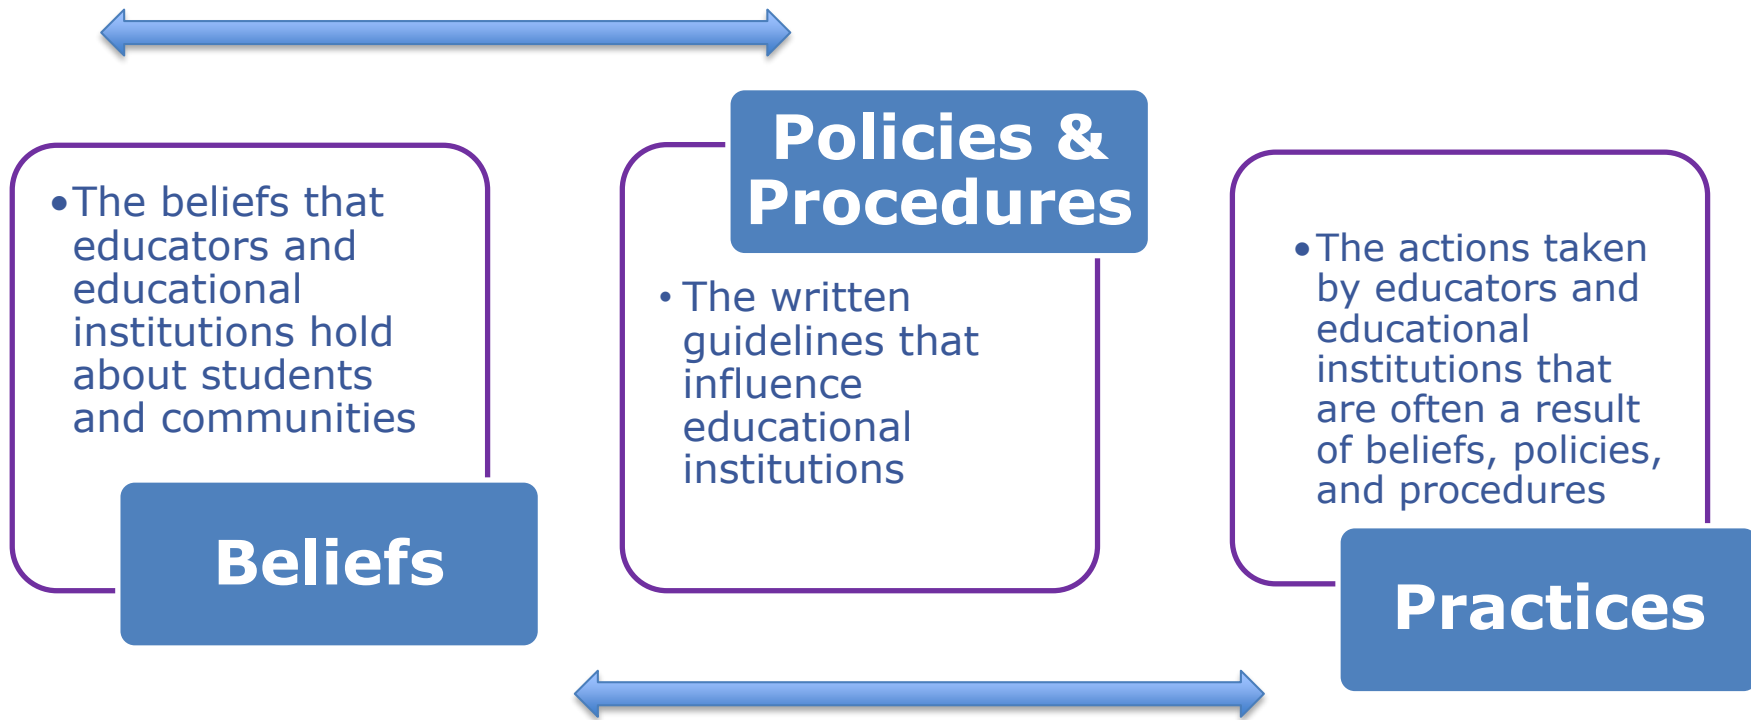 •The beliefs that
educators and
educational
institutions hold
about students
and communities
Beliefs
Policies &
Procedures
• The written
guidelines that
influence
educational
institutions
•The actions taken
by educators and
educational
institutions that
are often a result
of beliefs, policies,
and procedures
Practices